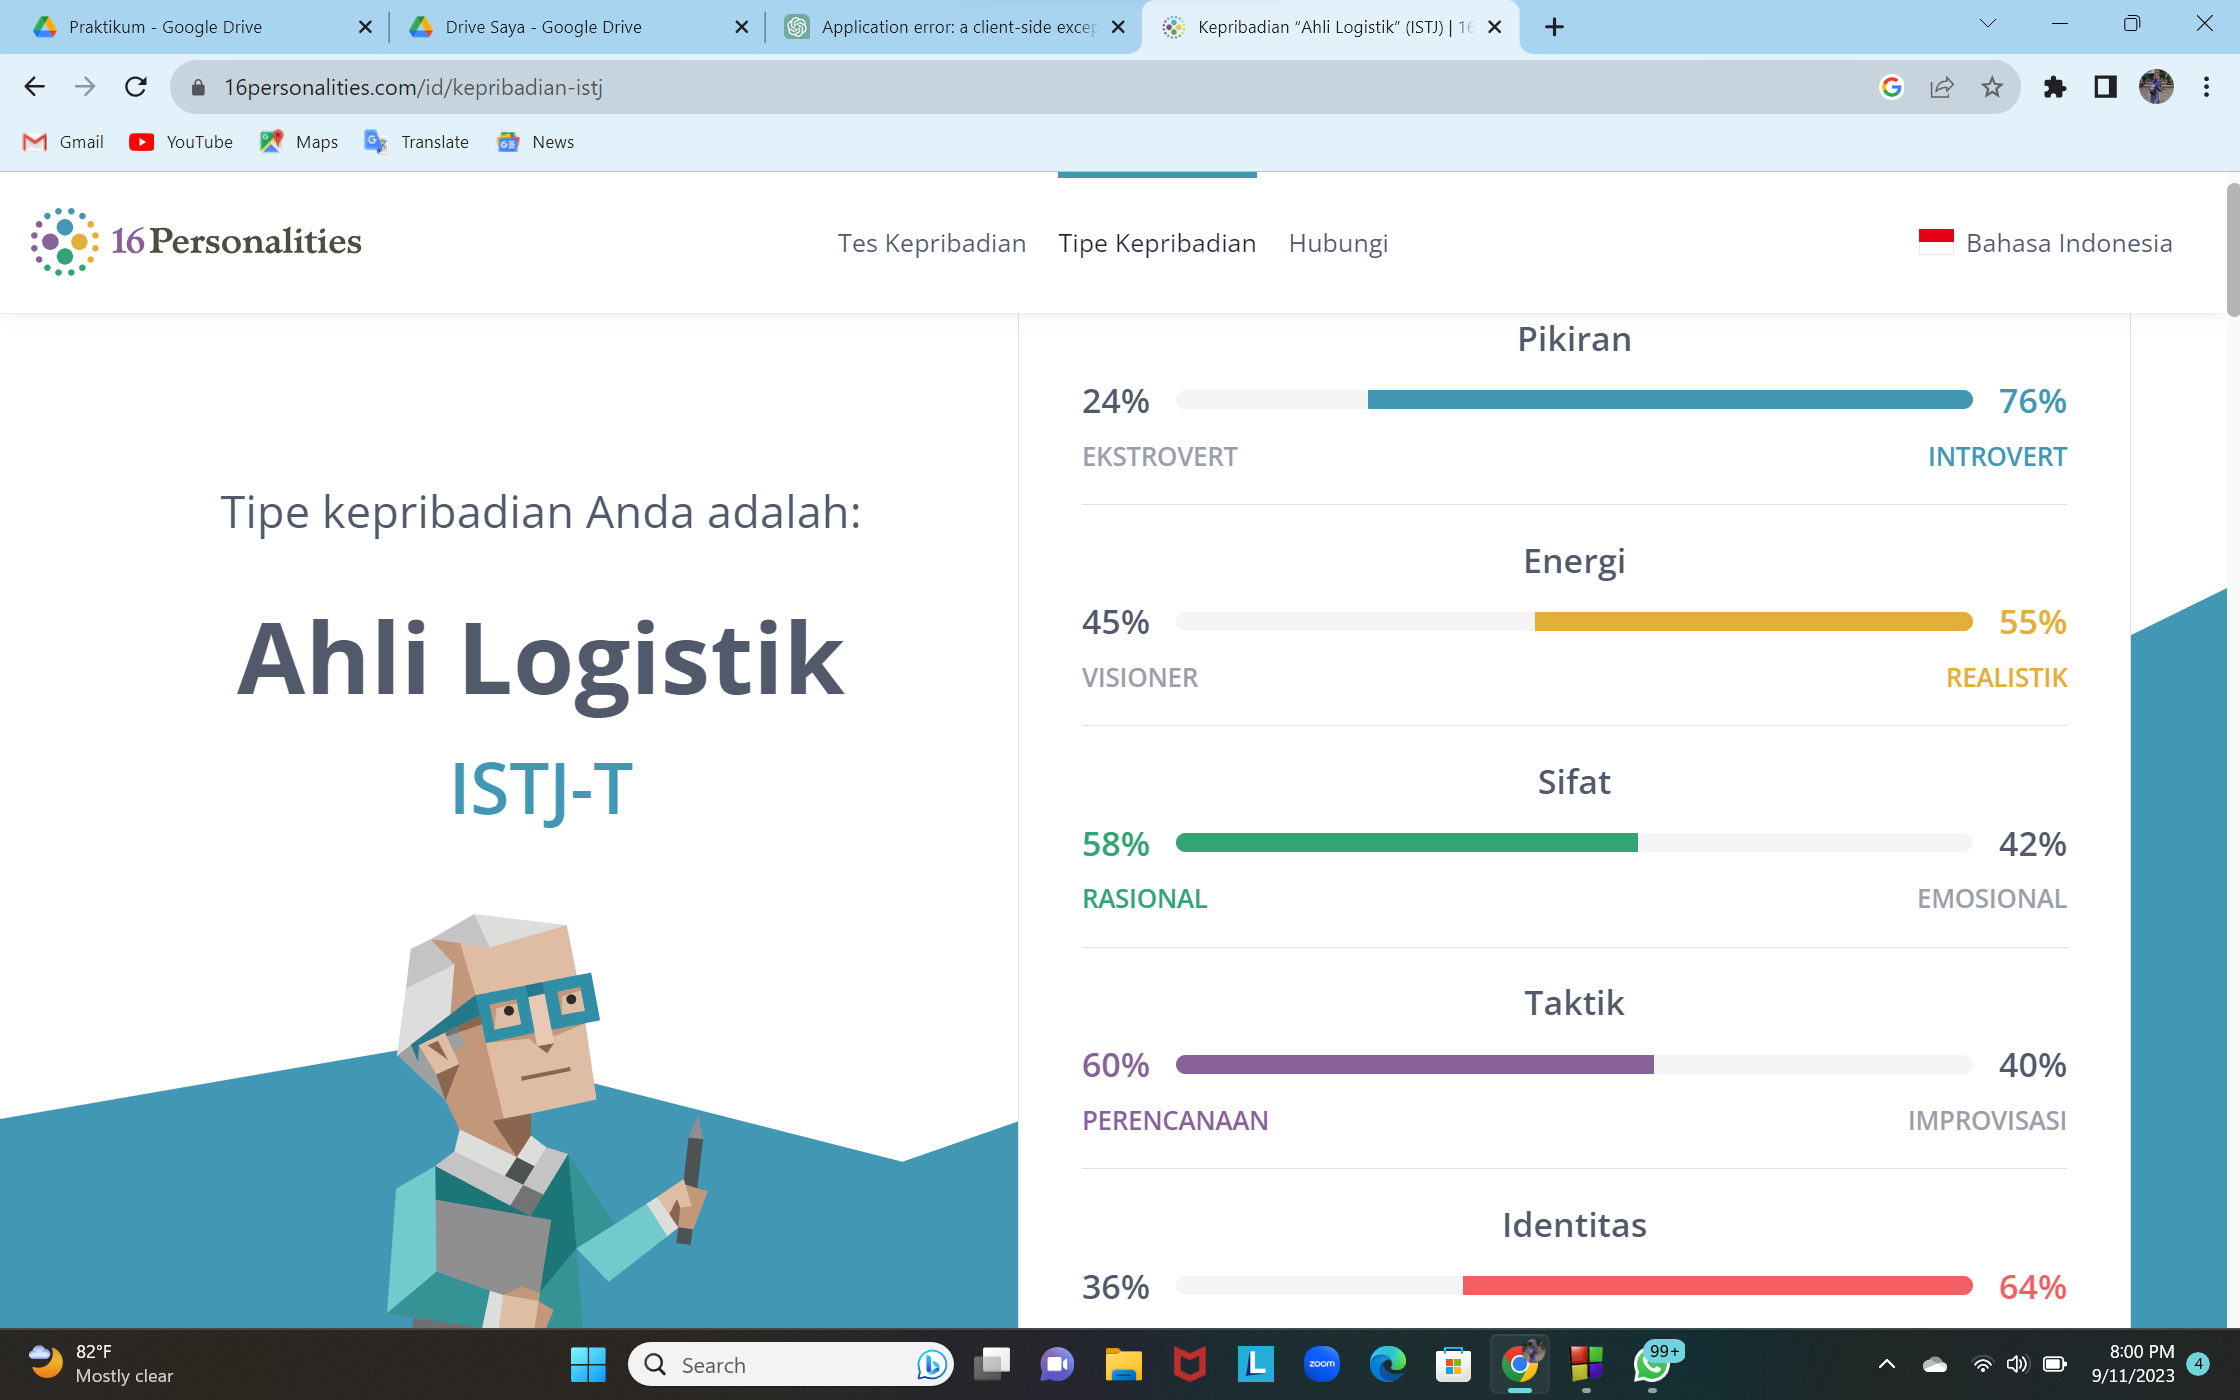 Praktikum - Google Drive
Drive Saya - Google Drive
Application error: a client-side excep
Kepribadian “Ahli Logistik” (ISTJ) | 16
16personalities.com/id/kepribadian-istj
Gmail
YouTube
Maps
Translate
News
16Personalities
Tes Kepribadian
Tipe Kepribadian
Hubungi
Bahasa Indonesia
Tipe kepribadian Anda adalah:
Ahli Logistik
ISTJ-T
Pikiran
24% 76%
EKSTROVERT INTROVERT
Energi
45% 55%
VISIONER REALISTIK
Sifat
58% 42%
RASIONAL EMOSIONAL
Taktik
60% 40%
PERENCANAAN IMPROVISASI
Identitas
36% 64%
82°F
Mostly clear
Search
L
zoom
99+
8:00 PM
9/11/2023
4